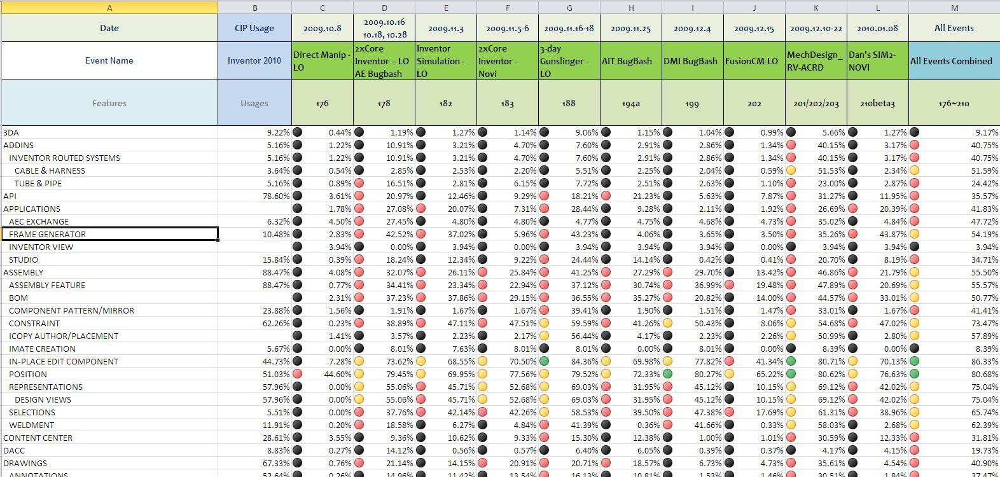 A B C D E F G H I J K L M
Date CIP Usage 2009.10.8 2009.10.16 10.18, 10.28 2009.11.3 2009.11.5-6 2009.11.16-18 2009.11.25 2009.12.4 2009.12.15 2009.12.10-22 2010.01.08 All Events
Event Name Inventor 2010 Direct Manip - LO 2xCore Inventor – LO AE Bugbash Inventor Simulation - LO 2xCore Inventor - Novi 3-day Gunslinger - LO AIT BugBash DMI BugBash FusionCM-LO MechDesign_ RV-ACRD Dan's SIM2- NOVI All Events Combined
Features Usages 176 178 182 183 188 194a 199 202 201/202/203 210beta3 176~210
3DA 9.22% 0.44% 1.19% 1.27% 1.14% 9.06% 1.15% 1.04% 0.99% 5.66% 1.27% 9.17%
ADDINS 5.16% 1.22% 10.91% 3.21% 4.70% 7.60% 2.91% 2.86% 1.34% 40.15% 3.17% 40.75%
INVENTOR ROUTED SYSTEMS 5.16% 1.22% 10.91% 3.21% 4.70% 7.60% 2.91% 2.86% 1.34% 40.15% 3.17% 40.75%
CABLE & HARNESS 3.64% 0.54% 2.85% 2.53% 2.20% 5.51% 2.25% 2.04% 0.59% 51.53% 2.34% 51.59%
TUBE & PIPE 5.16% 0.89% 16.51% 2.81% 6.15% 7.72% 2.51% 2.63% 1.10% 23.00% 2.87% 24.42%
API 78.60% 3.61% 20.97% 12.46% 9.29% 18.21% 21.23% 5.63% 7.87% 31.27% 11.95% 35.57%
APPLICATIONS 1.78% 27.08% 20.07% 7.31% 28.44% 9.28% 2.11% 1.92% 26.69% 20.39% 41.83%
AEC EXCHANGE 6.32% 4.50% 27.45% 4.80% 4.80% 4.77% 4.75% 4.68% 4.73% 35.02% 4.84% 47.72%
FRAME GENERATOR 10.48% 2.83% 42.52% 37.02% 5.96% 43.23% 4.06% 3.65% 3.50% 35.26% 43.87% 54.19%
INVENTOR VIEW 3.94% 0.00% 3.94% 0.00% 3.94% 3.94% 3.94% 0.00% 3.94% 3.94% 3.94%
STUDIO 15.84% 0.39% 18.24% 12.34% 9.22% 24.44% 14.14% 0.42% 0.41% 20.70% 8.19% 34.71%
ASSEMBLY 88.47% 4.08% 32.07% 26.11% 25.84% 41.25% 27.29% 29.70% 13.42% 46.86% 21.79% 55.50%
ASSEMBLY FEATURE 88.47% 0.77% 34.41% 23.34% 22.94% 37.12% 30.74% 36.99% 19.48% 47.89% 20.69% 55.57%
BOM 2.31% 37.23% 37.86% 29.15% 36.55% 35.27% 20.82% 14.00% 44.57% 33.01% 50.77%
COMPONENT PATTERN/MIRROR 23.88% 1.56% 1.91% 1.67% 1.67% 39.41% 1.90% 1.51% 1.47% 33.01% 1.67% 41.41%
CONSTRAINT 62.26% 0.23% 38.89% 47.11% 47.51% 59.59% 41.26% 50.43% 8.06% 54.68% 47.02% 73.47%
ICOPY AUTHOR/PLACEMENT 1.41% 3.57% 2.23% 2.17% 56.44% 4.17% 2.23% 2.26% 50.99% 2.80% 57.89%
IMATE CREATION 5.67% 0.00% 8.01% 7.63% 8.01% 8.01% 0.00% 8.01% 0.00% 8.39% 0.00% 8.39%
IN-PLACE EDIT COMPONENT 44.73% 7.28% 73.62% 68.55% 70.50% 84.36% 69.98% 77.82% 41.34% 80.71% 70.13% 86.33%
POSITION 51.03% 44.60% 79.45% 69.95% 77.56% 79.52% 72.33% 80.27% 65.22% 80.62% 76.63% 80.68%
REPRESENTATIONS 57.96% 0.00% 55.06% 45.71% 52.68% 69.03% 31.95% 45.12% 10.15% 69.12% 42.02% 75.04%
DESIGN VIEWS 57.96% 0.00% 55.06% 45.71% 52.68% 69.03% 31.95% 45.12% 10.15% 69.12% 42.02% 75.04%
SELECTIONS 5.51% 0.00% 37.76% 42.14% 42.26% 58.53% 39.50% 47.38% 17.69% 61.31% 38.96% 65.74%
WELDMENT 11.91% 0.20% 18.58% 6.27% 4.84% 41.39% 0.36% 41.66% 0.33% 58.03% 2.68% 62.39%
CONTENT CENTER 28.61% 3.55% 9.36% 10.62% 9.33% 15.30% 12.38% 1.00% 1.01% 30.59% 12.33% 31.81%
DACC 8.83% 0.27% 14.12% 0.56% 0.57% 6.40% 6.05% 0.39% 0.37% 4.17% 4.15% 19.73%
DRAWINGS 67.33% 0.76% 21.14% 14.15% 20.91% 20.71% 18.57% 6.73% 4.73% 35.61% 4.54% 40.90%
ANNOTATIONS 52.64% 0.26% 14.96% 11.42% 13.54% 16.13% 10.81% 1.53% 1.46% 30.51% 1.84% 37.47%